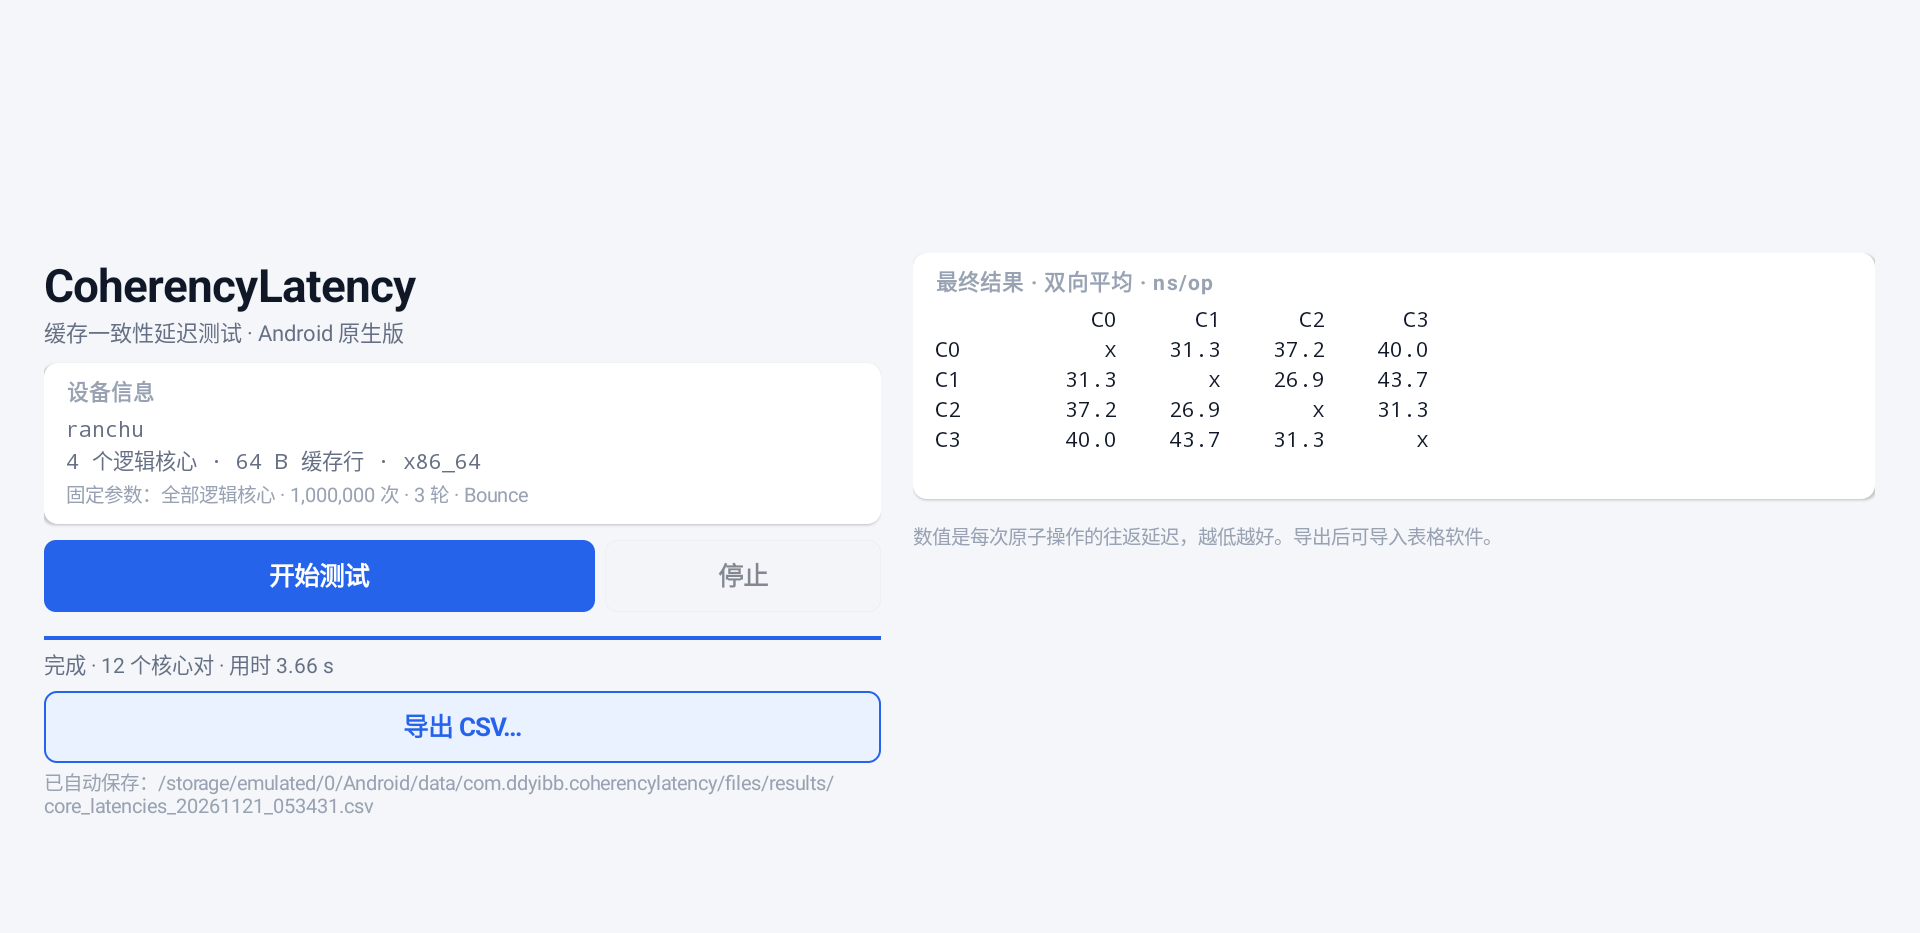 CoherencyLatency
缓存一致性延迟测试 · Android 原生版
设备信息
ranchu
4 个逻辑核心 · 64 B 缓存行 · x86_64
固定参数：全部逻辑核心 · 1,000,000 次 · 3 轮 · Bounce
开始测试
停止
完成 · 12 个核心对 · 用时 3.66 s
导出 CSV...
已自动保存：/storage/emulated/0/Android/data/com.ddyibb.coherencylatency/files/results/
core_latencies_20261121_053431.csv
最终结果 · 双向平均 · ns/op
C0 C1 C2 C3
C0 x 31.3 37.2 40.0
C1 31.3 x 26.9 43.7
C2 37.2 26.9 x 31.3
C3 40.0 43.7 31.3 x
数值是每次原子操作的往返延迟，越低越好。导出后可导入表格软件。